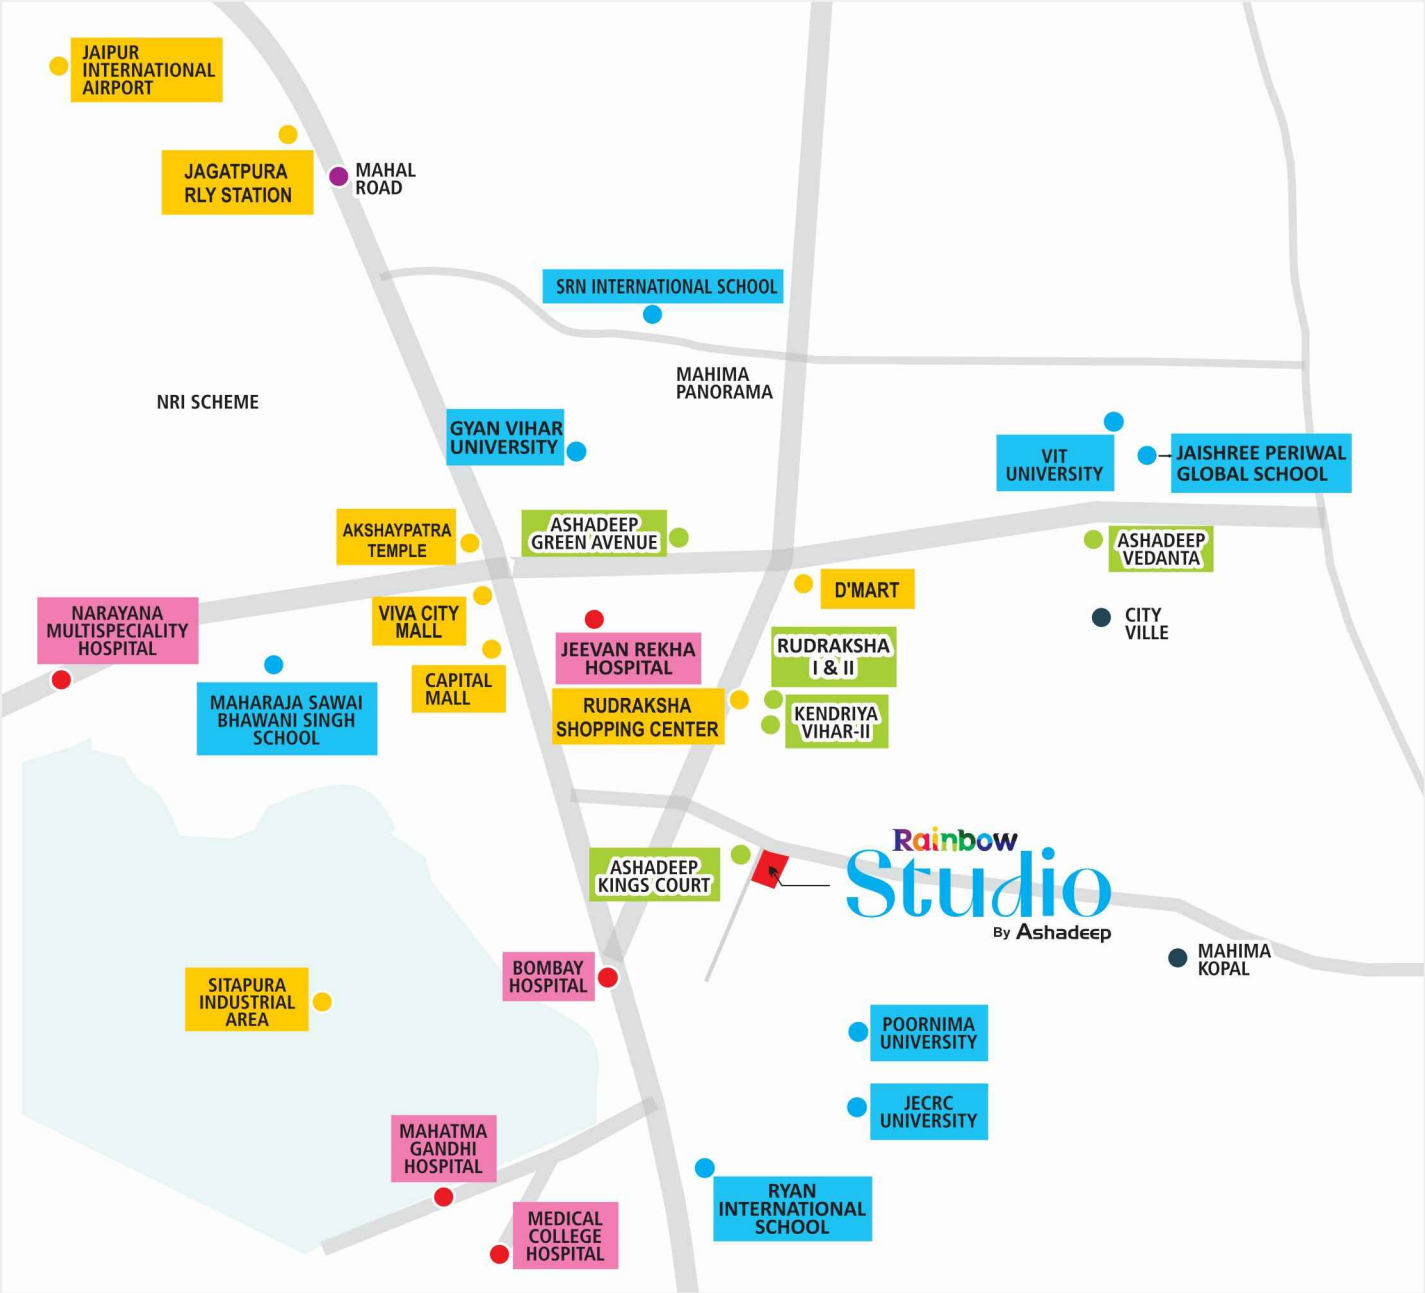 JAIPUR
INTERNATIONAL
AIRPORT
JAGATPURA
RLY STATION
MAHAL
ROAD
SRN INTERNATIONAL SCHOOL
MAHIMA
PANORAMA
NRI SCHEME
GYAN VIHAR
UNIVERSITY
VIT
UNIVERSITY
JAISHREE PERIWAL
GLOBAL SCHOOL
AKSHAYPATRA
TEMPLE
ASHADEEP
GREEN AVENUE
ASHADEEP
VEDANTA
D'MART
NARAYANA
MULTISPECIALITY
HOSPITAL
VIVA CITY
MALL
CITY
VILLE
JEEVAN REKHA
HOSPITAL
RUDRAKSHA
I & II
CAPITAL
MALL
MAHARAJA SAWAI
BHAWANI SINGH
SCHOOL
RUDRAKSHA
SHOPPING CENTER
KENDRIYA
VIHAR-II
Rainbow
Studio
By Ashadeep
ASHADEEP
KINGS COURT
MAHIMA
KOPAL
BOMBAY
HOSPITAL
SITAPURA
INDUSTRIAL
AREA
POORNIMA
UNIVERSITY
JECRC
UNIVERSITY
MAHATMA
GANDHI
HOSPITAL
RYAN
INTERNATIONAL
SCHOOL
MEDICAL
COLLEGE
HOSPITAL